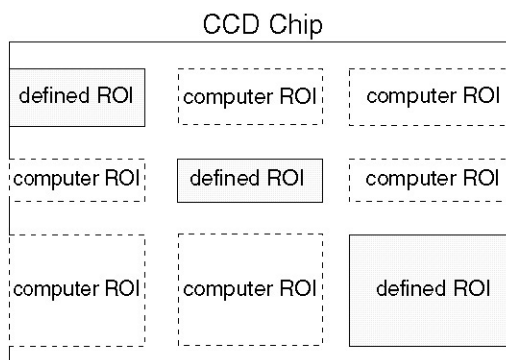 CCD Chip
defined ROI computer ROI computer ROI
computer ROI defined ROI computer ROI
computer ROI computer ROI defined ROI